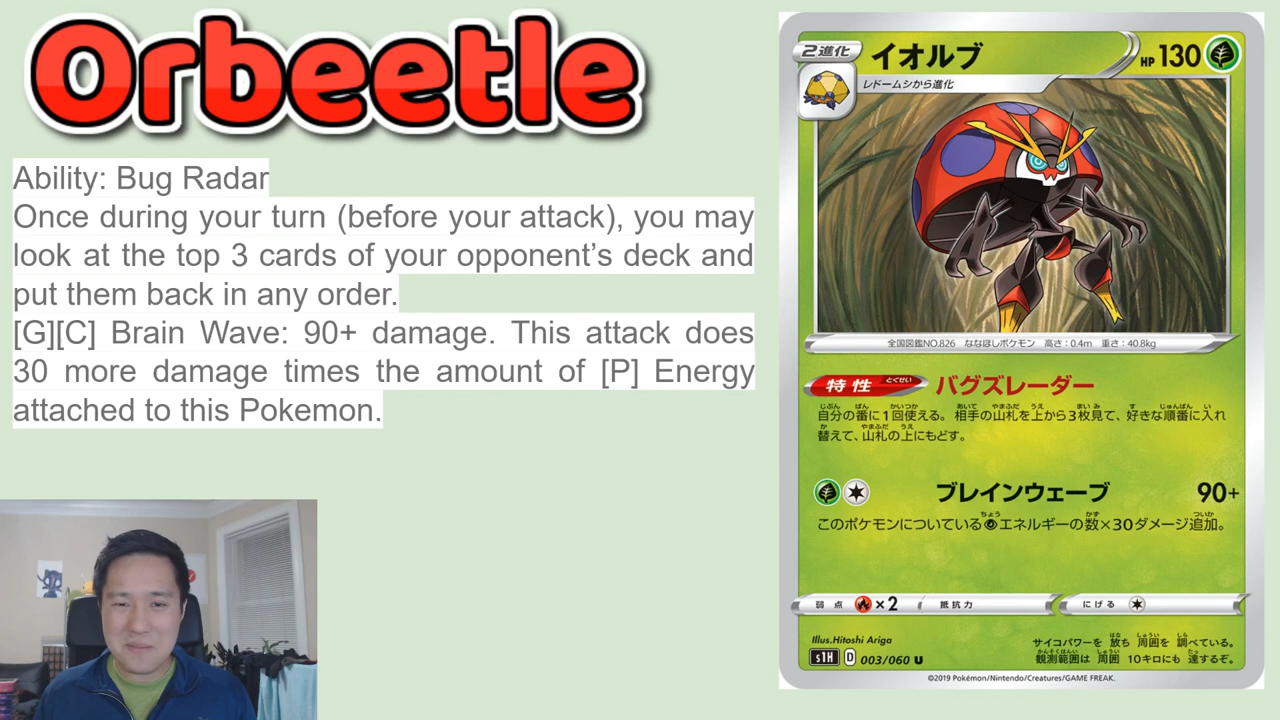 Orbeetle
Ability: Bug Radar
Once during your turn (before your attack), you may
look at the top 3 cards of your opponent’s deck and
put them back in any order.
[G][C] Brain Wave: 90+ damage. This attack does
30 more damage times the amount of [P] Energy
attached to this Pokemon.
2進化
イオルブ
HP 130
レドームシから進化
全国図鑑NO.826 ななほしポケモン 高さ：0.4m 重さ：40.8kg
特性 とくせい バグズレーダー
自分の番に1回使える。相手の山札を上から3枚見て、好きな順番に入れ
替えて、山札の上にもどす。
ブレインウェーブ 90+
このポケモンについているエネルギーの数×30ダメージ追加。
弱点 ×2 抵抗力 にげる
Illus.Hitoshi Ariga
S1H D 003/060 U
サイコパワーを放ち周囲を調べている。
観測範囲は周囲10キロにも達するぞ。
©2019 Pokémon/Nintendo/Creatures/GAME FREAK.